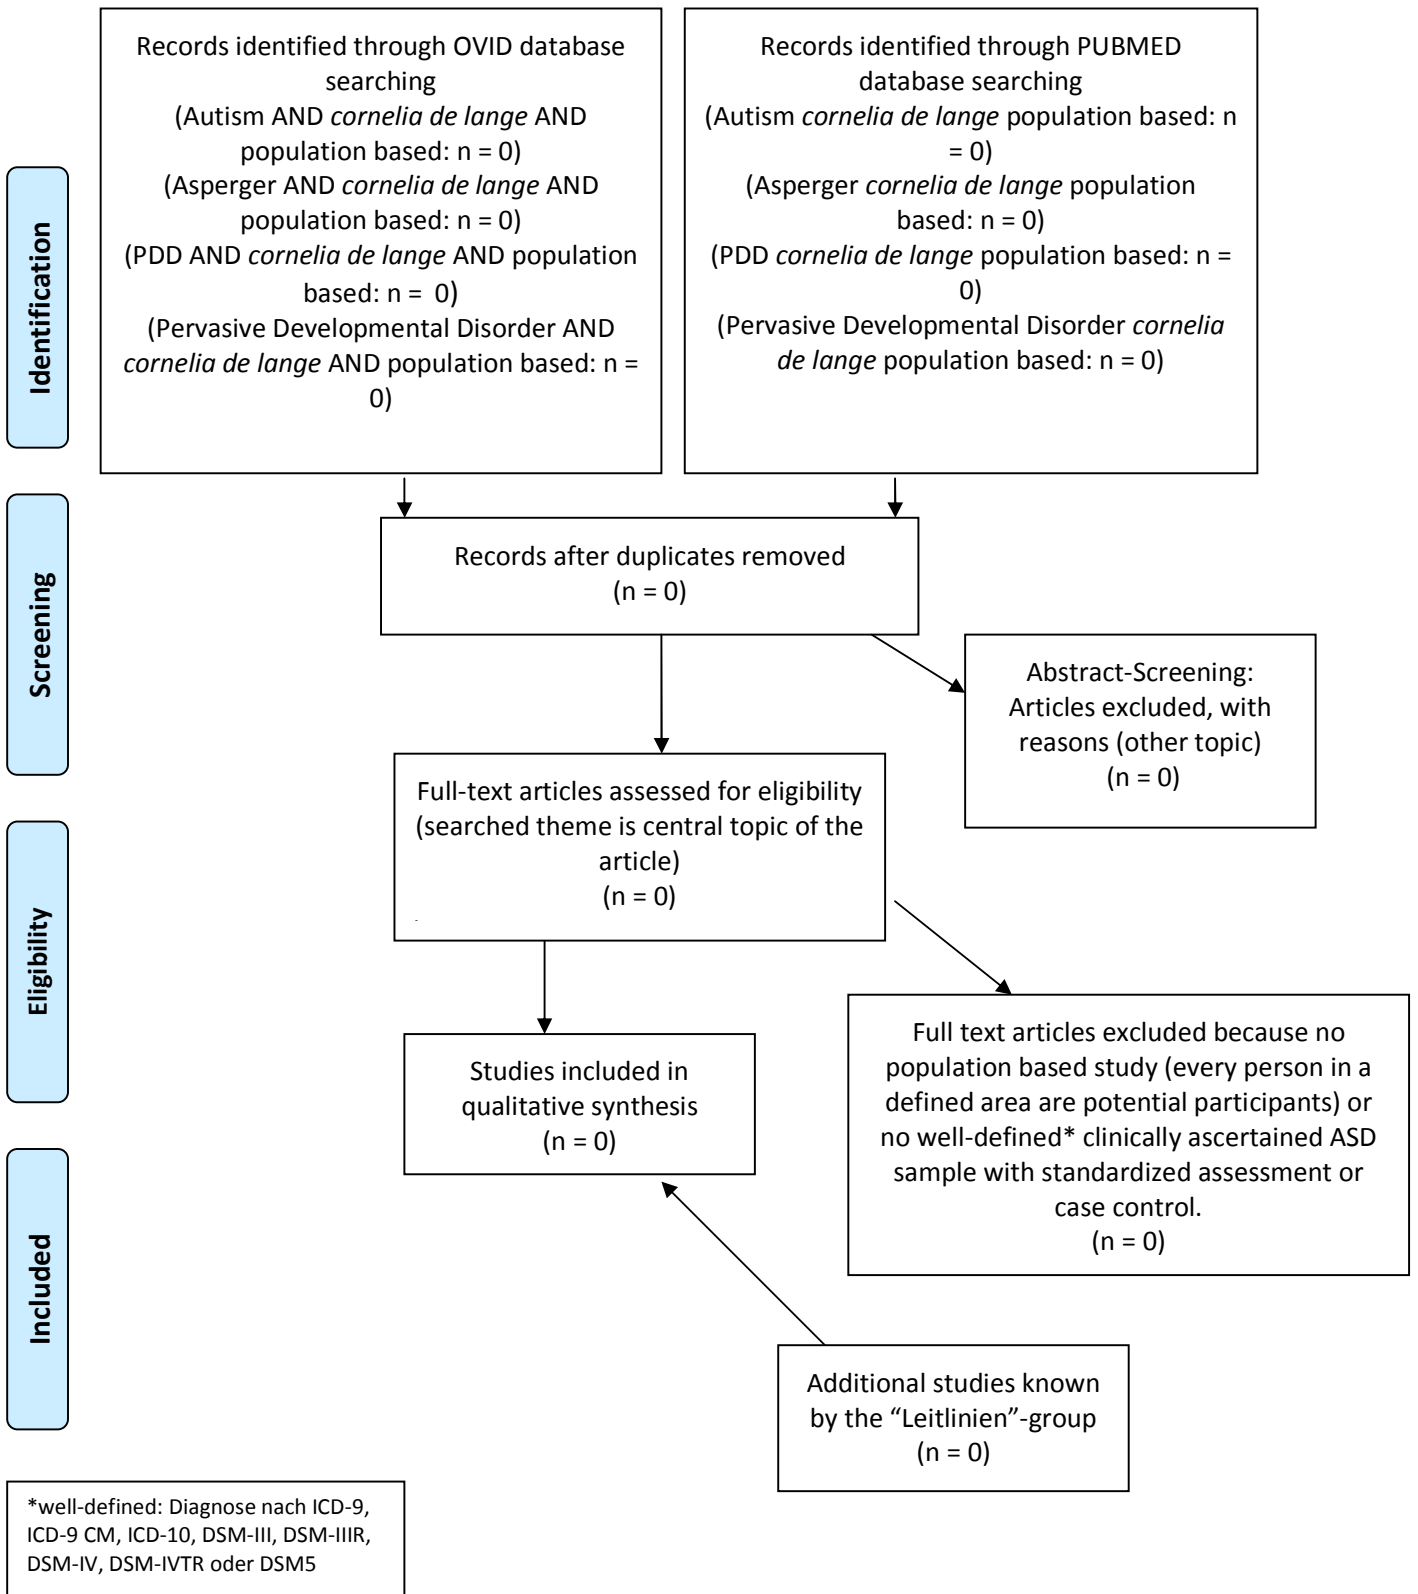 Records identified through OVID database
searching
(Autism AND cornelia de lange AND
population based: n = 0)
(Asperger AND cornelia de lange AND
population based: n = 0)
(PDD AND cornelia de lange AND population
based: n = 0)
(Pervasive Developmental Disorder AND
cornelia de lange AND population based: n =
0)
Records identified through PUBMED
database searching
(Autism cornelia de lange population based: n
= 0)
(Asperger cornelia de lange population
based: n = 0)
(PDD cornelia de lange population based: n =
0)
(Pervasive Developmental Disorder cornelia
de lange population based: n = 0)
Identification
Records after duplicates removed
(n = 0)
Screening
Abstract-Screening:
Articles excluded, with
reasons (other topic)
(n = 0)
Full-text articles assessed for eligibility
(searched theme is central topic of the
article)
(n = 0)
Eligibility
Full text articles excluded because no
population based study (every person in a
defined area are potential participants) or
no well-defined* clinically ascertained ASD
sample with standardized assessment or
case control.
(n = 0)
Studies included in
qualitative synthesis
(n = 0)
Included
Additional studies known
by the “Leitlinien”-group
(n = 0)
*well-defined: Diagnose nach ICD-9,
ICD-9 CM, ICD-10, DSM-III, DSM-IIIR,
DSM-IV, DSM-IVTR oder DSM5